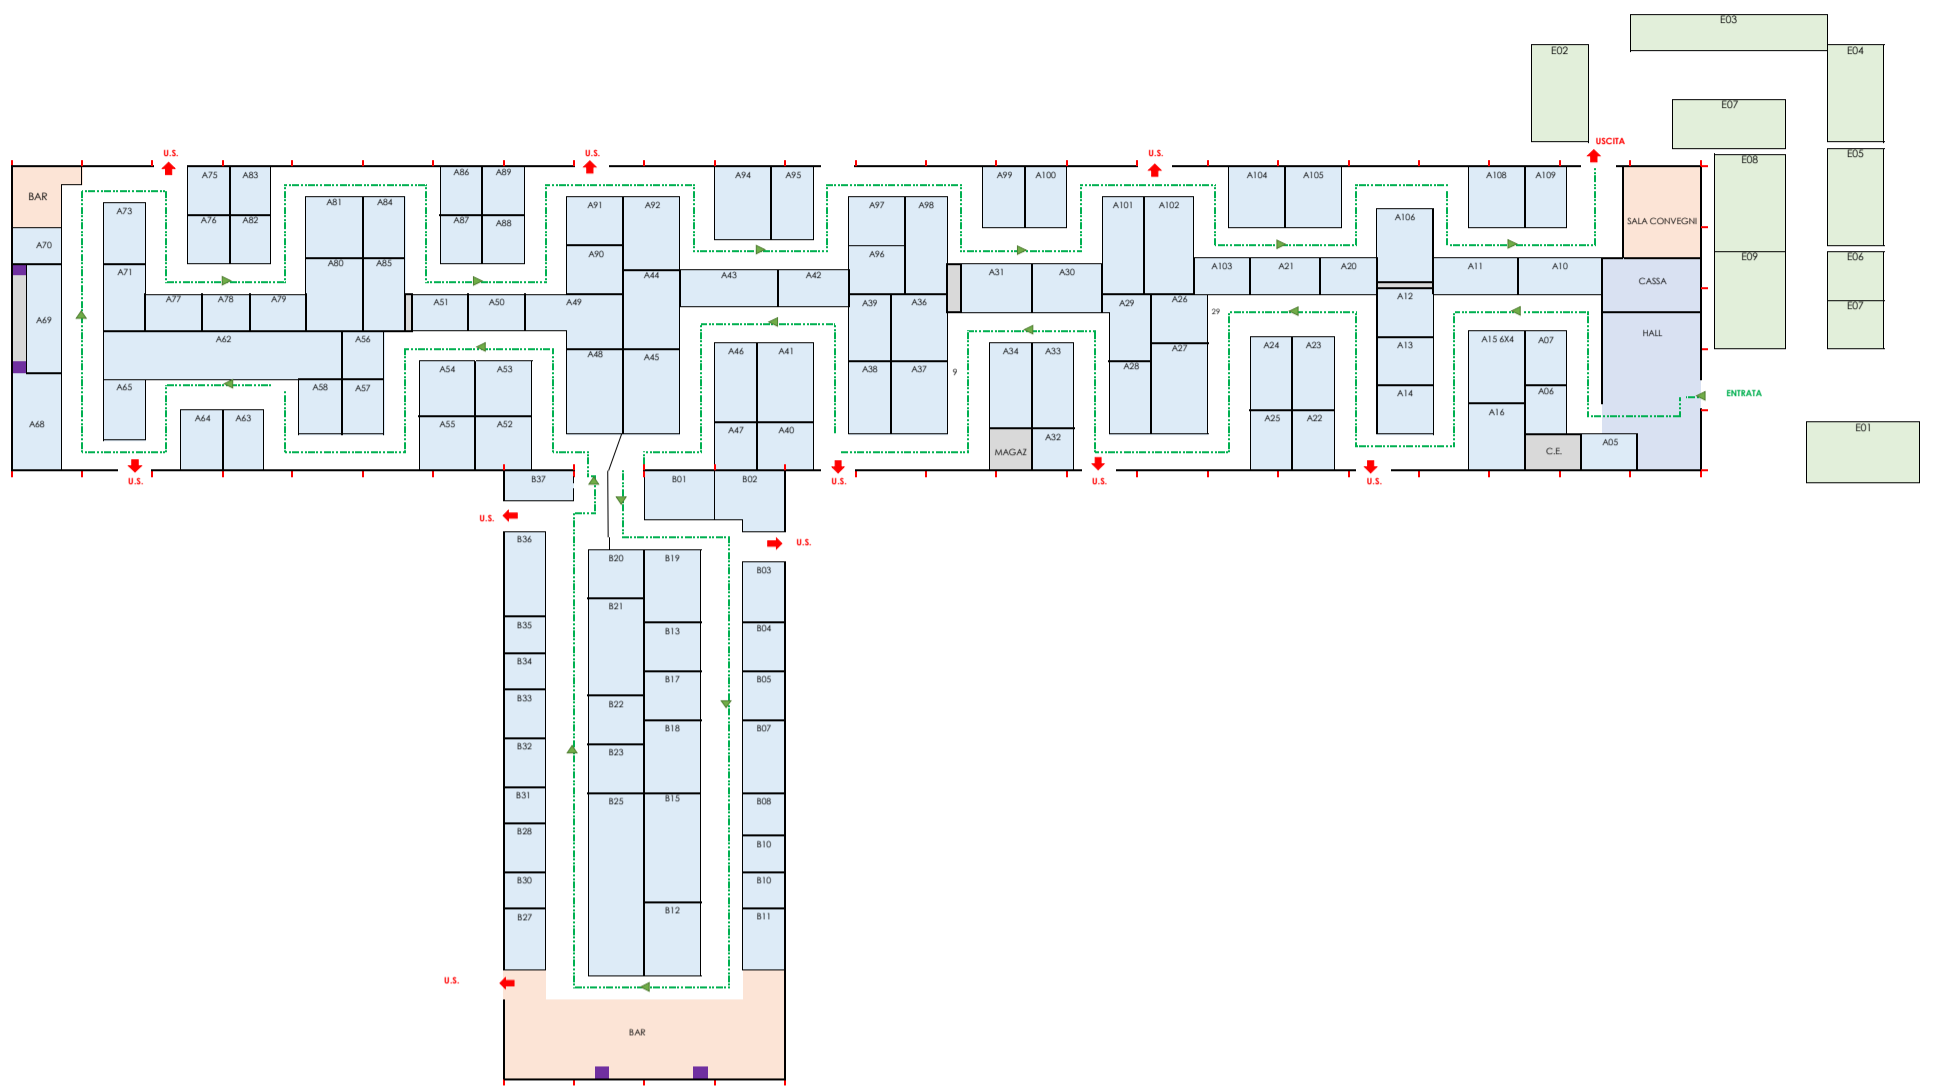 E03
E02
E04
E07
USCITA
U.S.
U.S.
U.S.
E05
E08
A75
A83
A86
A89
A94
A95
A99
A100
A104
A105
A108
A109
BAR
A73
A81
A84
A91
A92
A97
A98
A101
A102
A106
SALA CONVEGNI
A76
A82
A87
A88
A70
A71
A80
A85
A90
A44
A43
A42
A96
A31
A30
A103
A21
A20
A11
A10
CASSA
E09
E06
A77
A78
A79
A51
A50
A49
A39
A36
A29
A26
29
A12
E07
A69
A62
A56
A48
A45
A46
A41
A34
A33
A28
A27
A24
A23
A13
A15 6X4
A07
HALL
A65
A58
A57
A54
A53
A38
A37
9
A14
A06
ENTRATA
A68
A64
A63
A55
A52
A47
A40
MAGAZ
A32
A25
A22
A16
C.E.
A05
E01
U.S.
U.S.
U.S.
U.S.
B37
B01
B02
U.S.
U.S.
B36
B20
B19
B03
B21
B35
B13
B04
B34
B17
B05
B33
B22
B18
B07
B32
B23
B31
B25
B15
B08
B28
B10
B30
B10
B27
B12
B11
U.S.
BAR